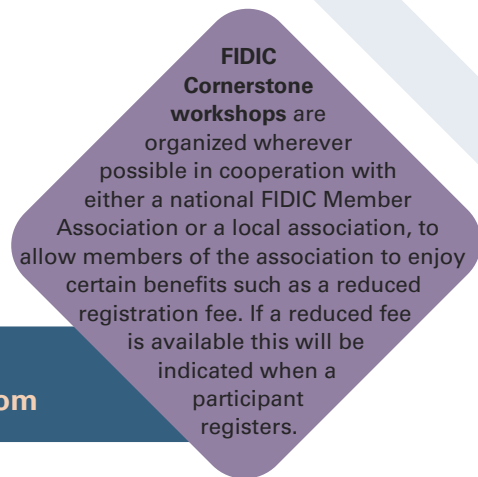 FIDIC
Cornerstone
workshops are
organized wherever
possible in cooperation with
either a national FIDIC Member
Association or a local association, to
allow members of the association to enjoy
certain benefits such as a reduced
registration fee. If a reduced fee
is available this will be
indicated when a
participant
registers.
om